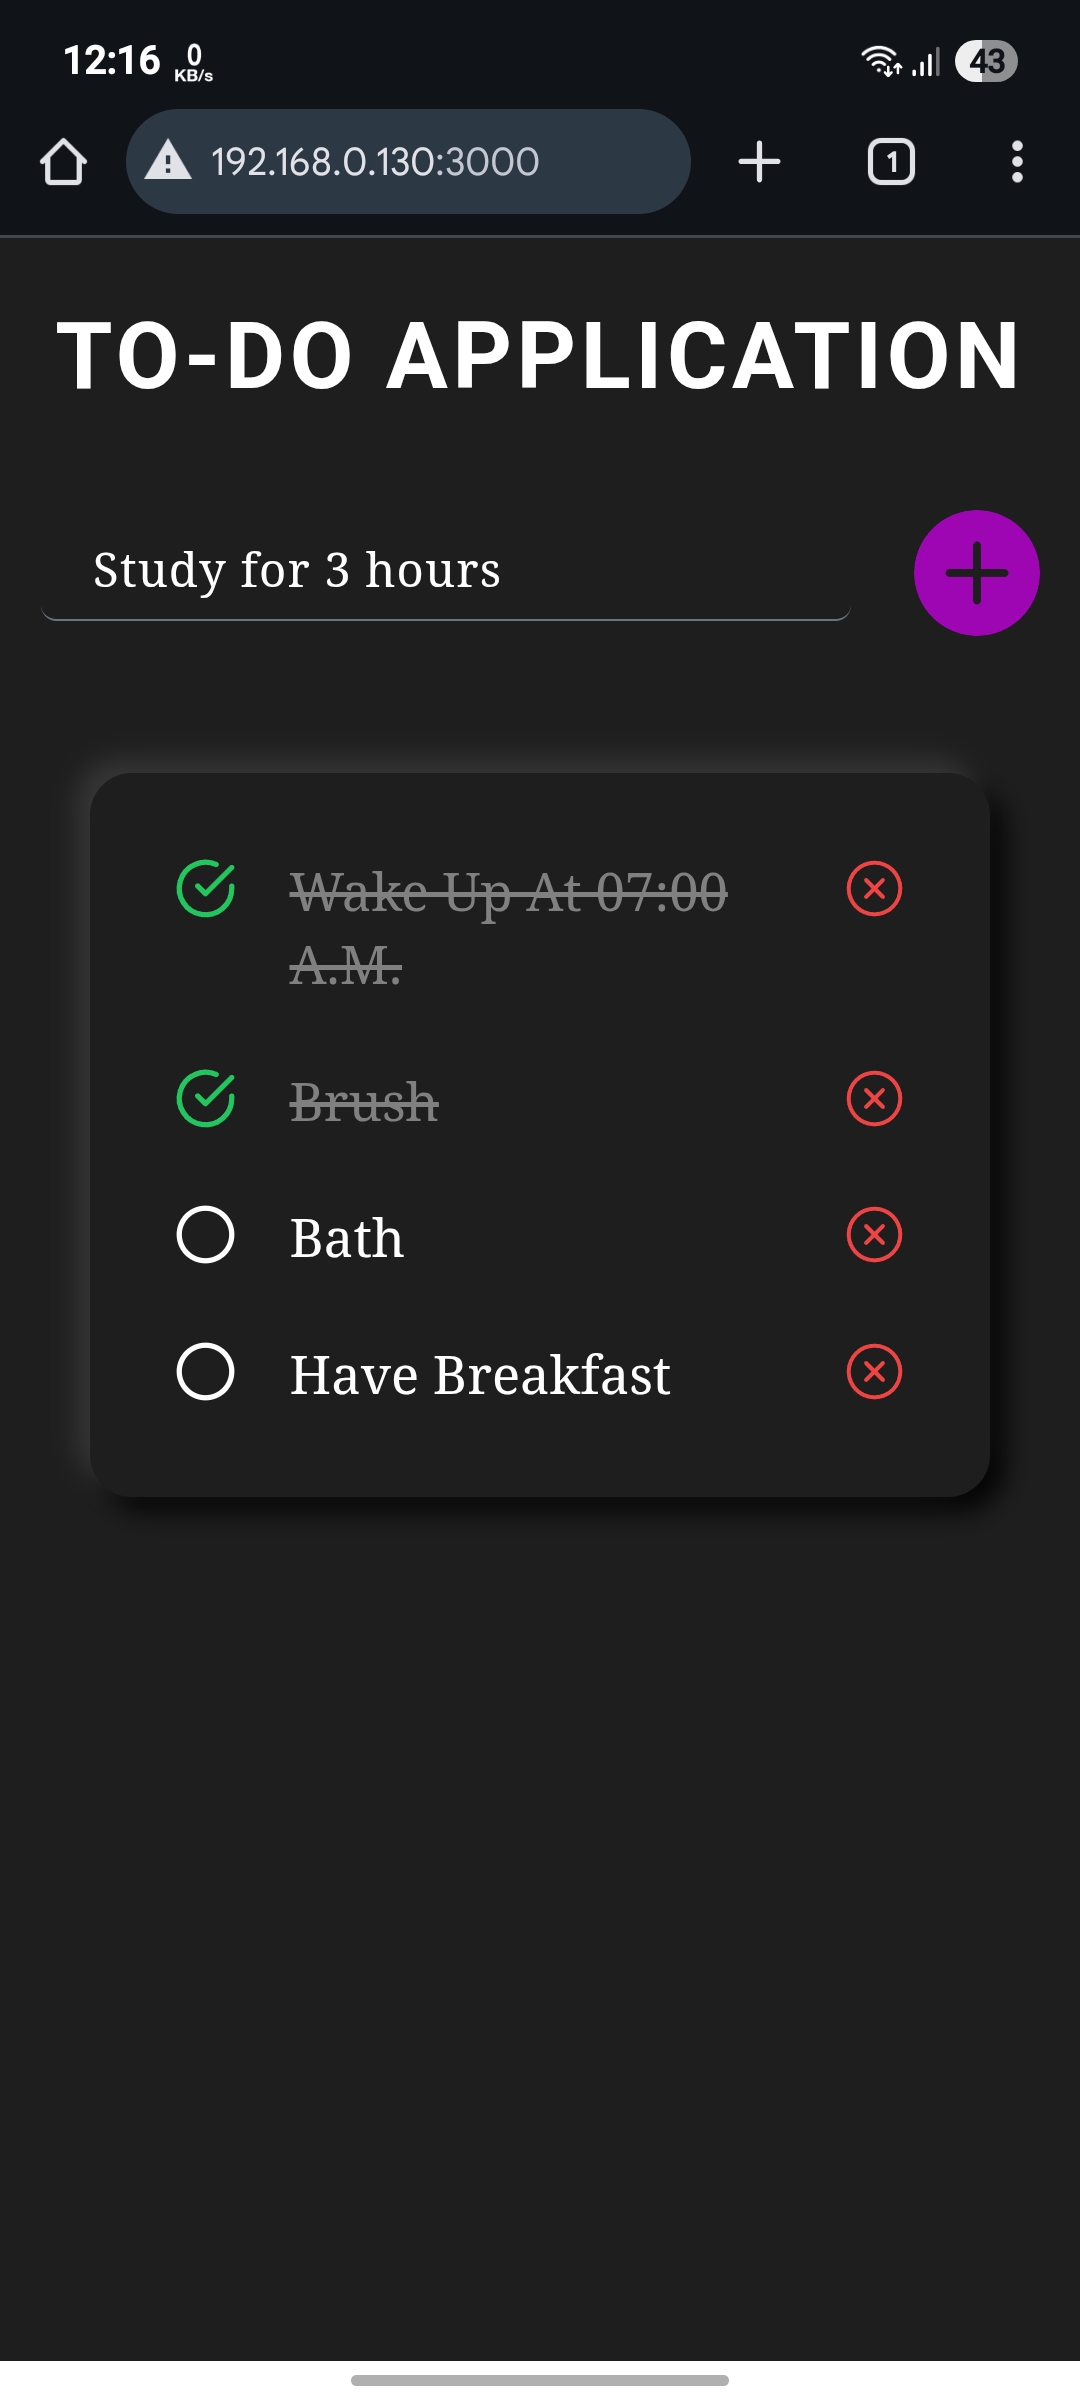 12:16 0 KB/s 43
192.168.0.130:3000 1
TO-DO APPLICATION
Study for 3 hours
Wake Up At 07:00
A.M.
Brush
Bath
Have Breakfast